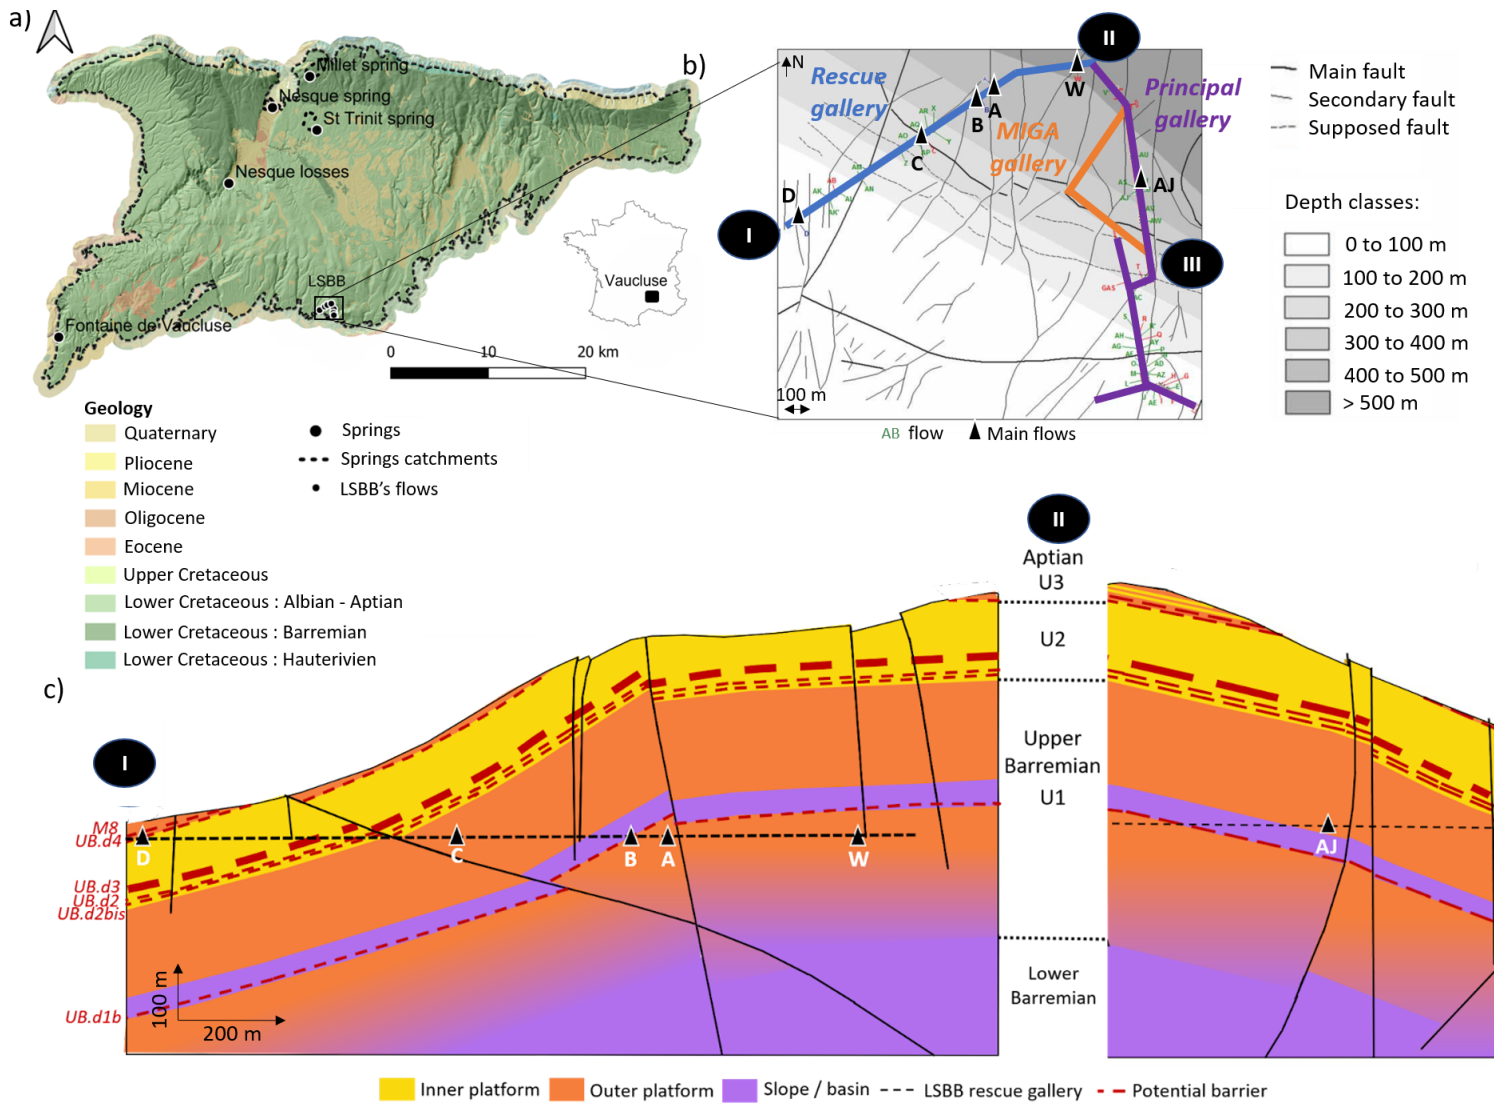 a)
Millet spring
Nesque spring
St Trinit spring
Nesque losses
LSBB
Vaucluse
Fontaine de Vaucluse
0 10 20 km
Geology
Quaternary
Pliocene
Miocene
Oligocene
Eocene
Upper Cretaceous
Lower Cretaceous : Albian - Aptian
Lower Cretaceous : Barremian
Lower Cretaceous : Hauterivien
Springs
Springs catchments
LSBB's flows
b)
N
II
Rescue
gallery
Principal
gallery
MIGA
gallery
W
A
B
C
D
AJ
I
III
GAS
100 m
AB flow
Main flows
Main fault
Secondary fault
Supposed fault
Depth classes:
0 to 100 m
100 to 200 m
200 to 300 m
300 to 400 m
400 to 500 m
> 500 m
c)
I
II
Aptian
U3
U2
Upper
Barremian
U1
Lower
Barremian
M8
UB.d4
UB.d3
UB.d2
UB.d2bis
UB.d1b
D
C
B
A
W
AJ
100 m
200 m
Inner platform
Outer platform
Slope / basin
LSBB rescue gallery
Potential barrier